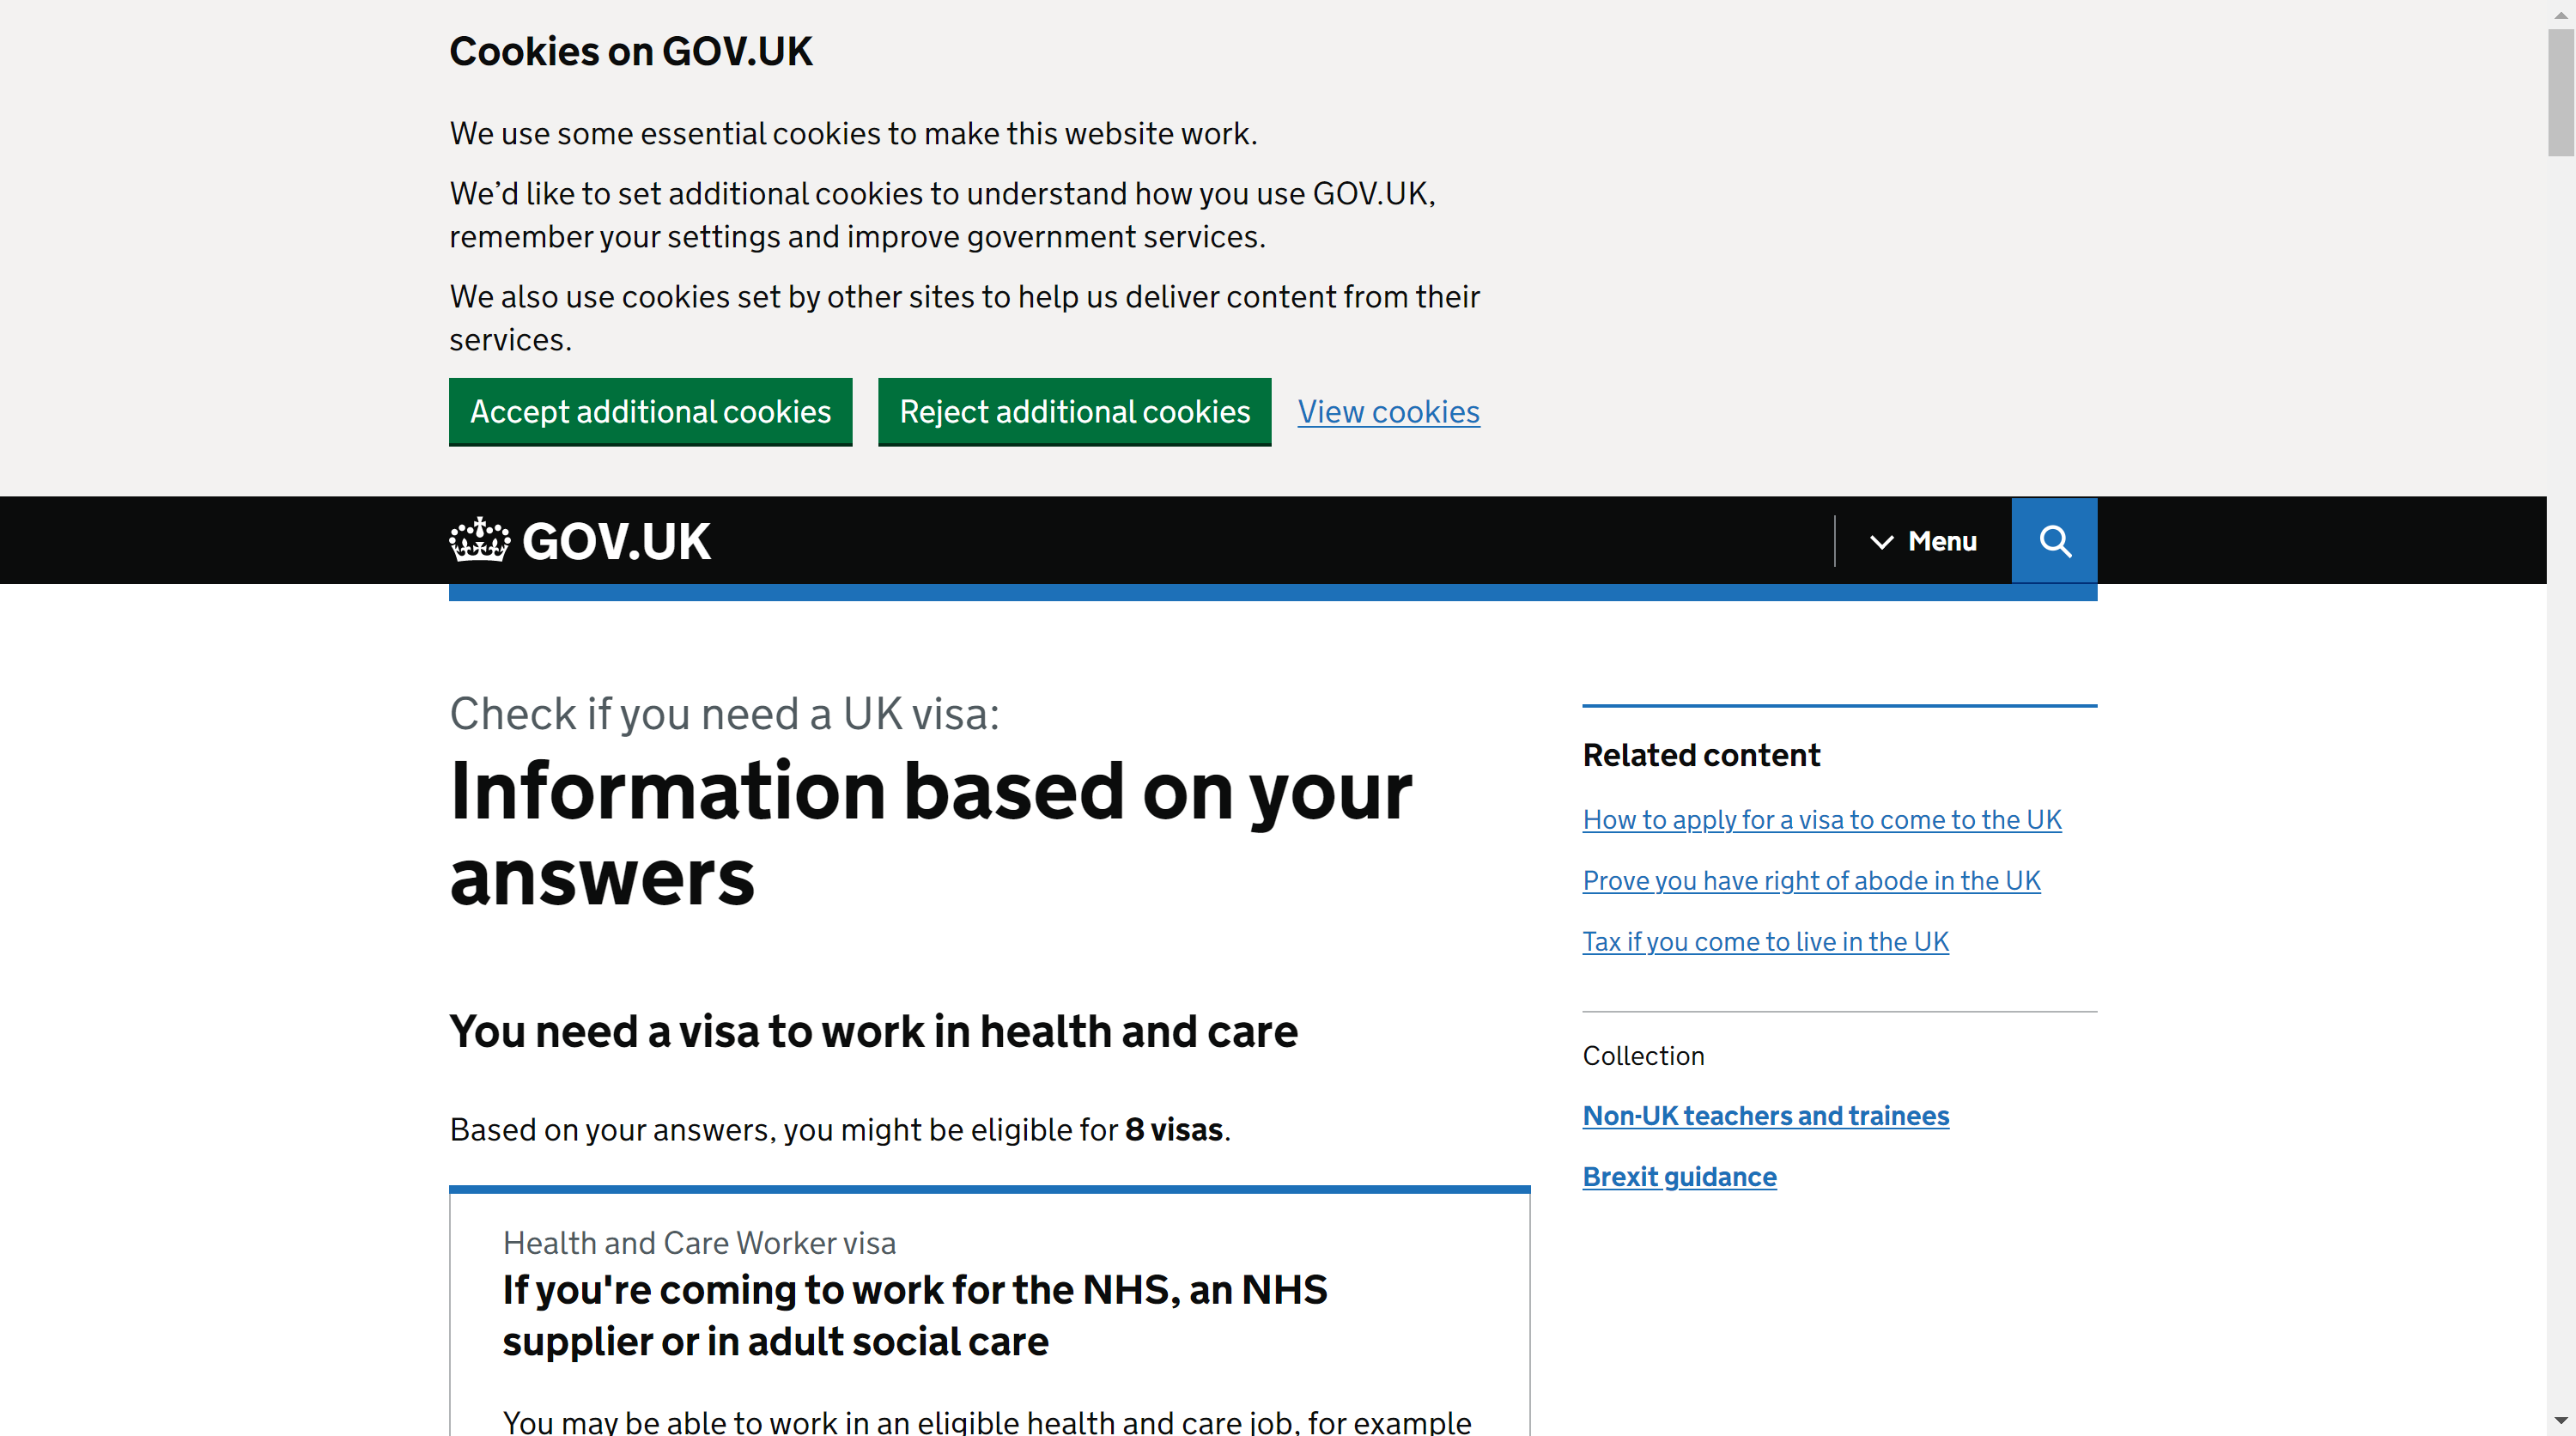 Cookies on GOV.UK
We use some essential cookies to make this website work.
We’d like to set additional cookies to understand how you use GOV.UK,
remember your settings and improve government services.
We also use cookies set by other sites to help us deliver content from their
services.
Accept additional cookies
Reject additional cookies
View cookies
GOV.UK
Menu
Check if you need a UK visa:
Information based on your
answers
You need a visa to work in health and care
Based on your answers, you might be eligible for 8 visas.
Health and Care Worker visa
If you're coming to work for the NHS, an NHS
supplier or in adult social care
You may be able to work in an eligible health and care job, for example
Related content
How to apply for a visa to come to the UK
Prove you have right of abode in the UK
Tax if you come to live in the UK
Collection
Non-UK teachers and trainees
Brexit guidance